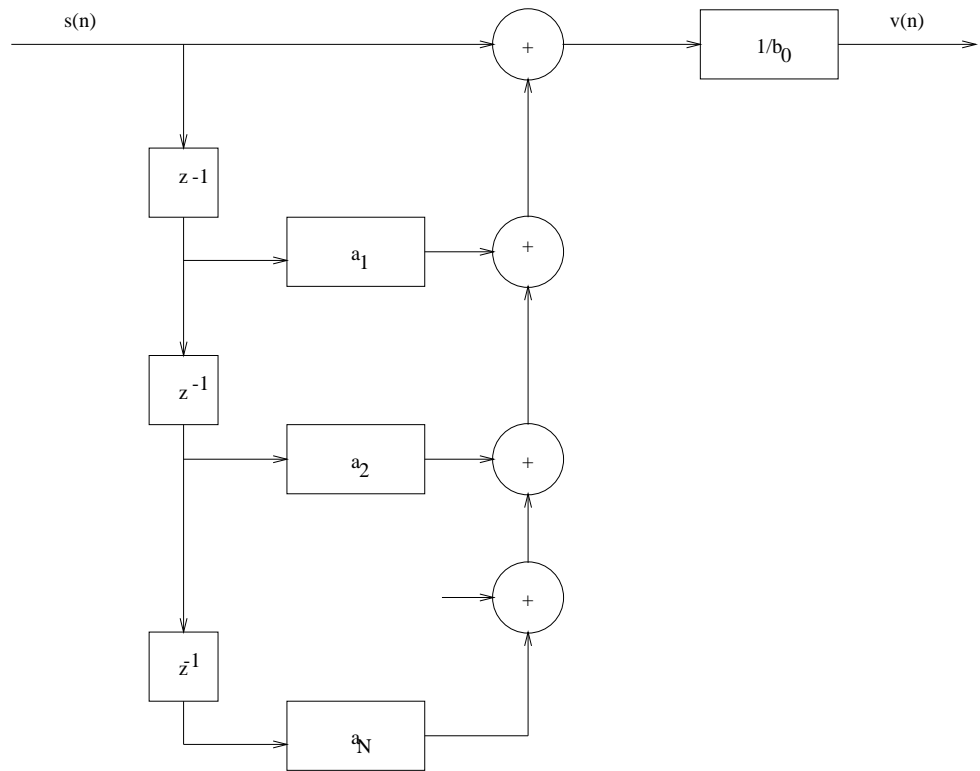 s(n)
v(n)
+
1/b0
z-1
a1
+
z-1
a2
+
+
z-1
aN